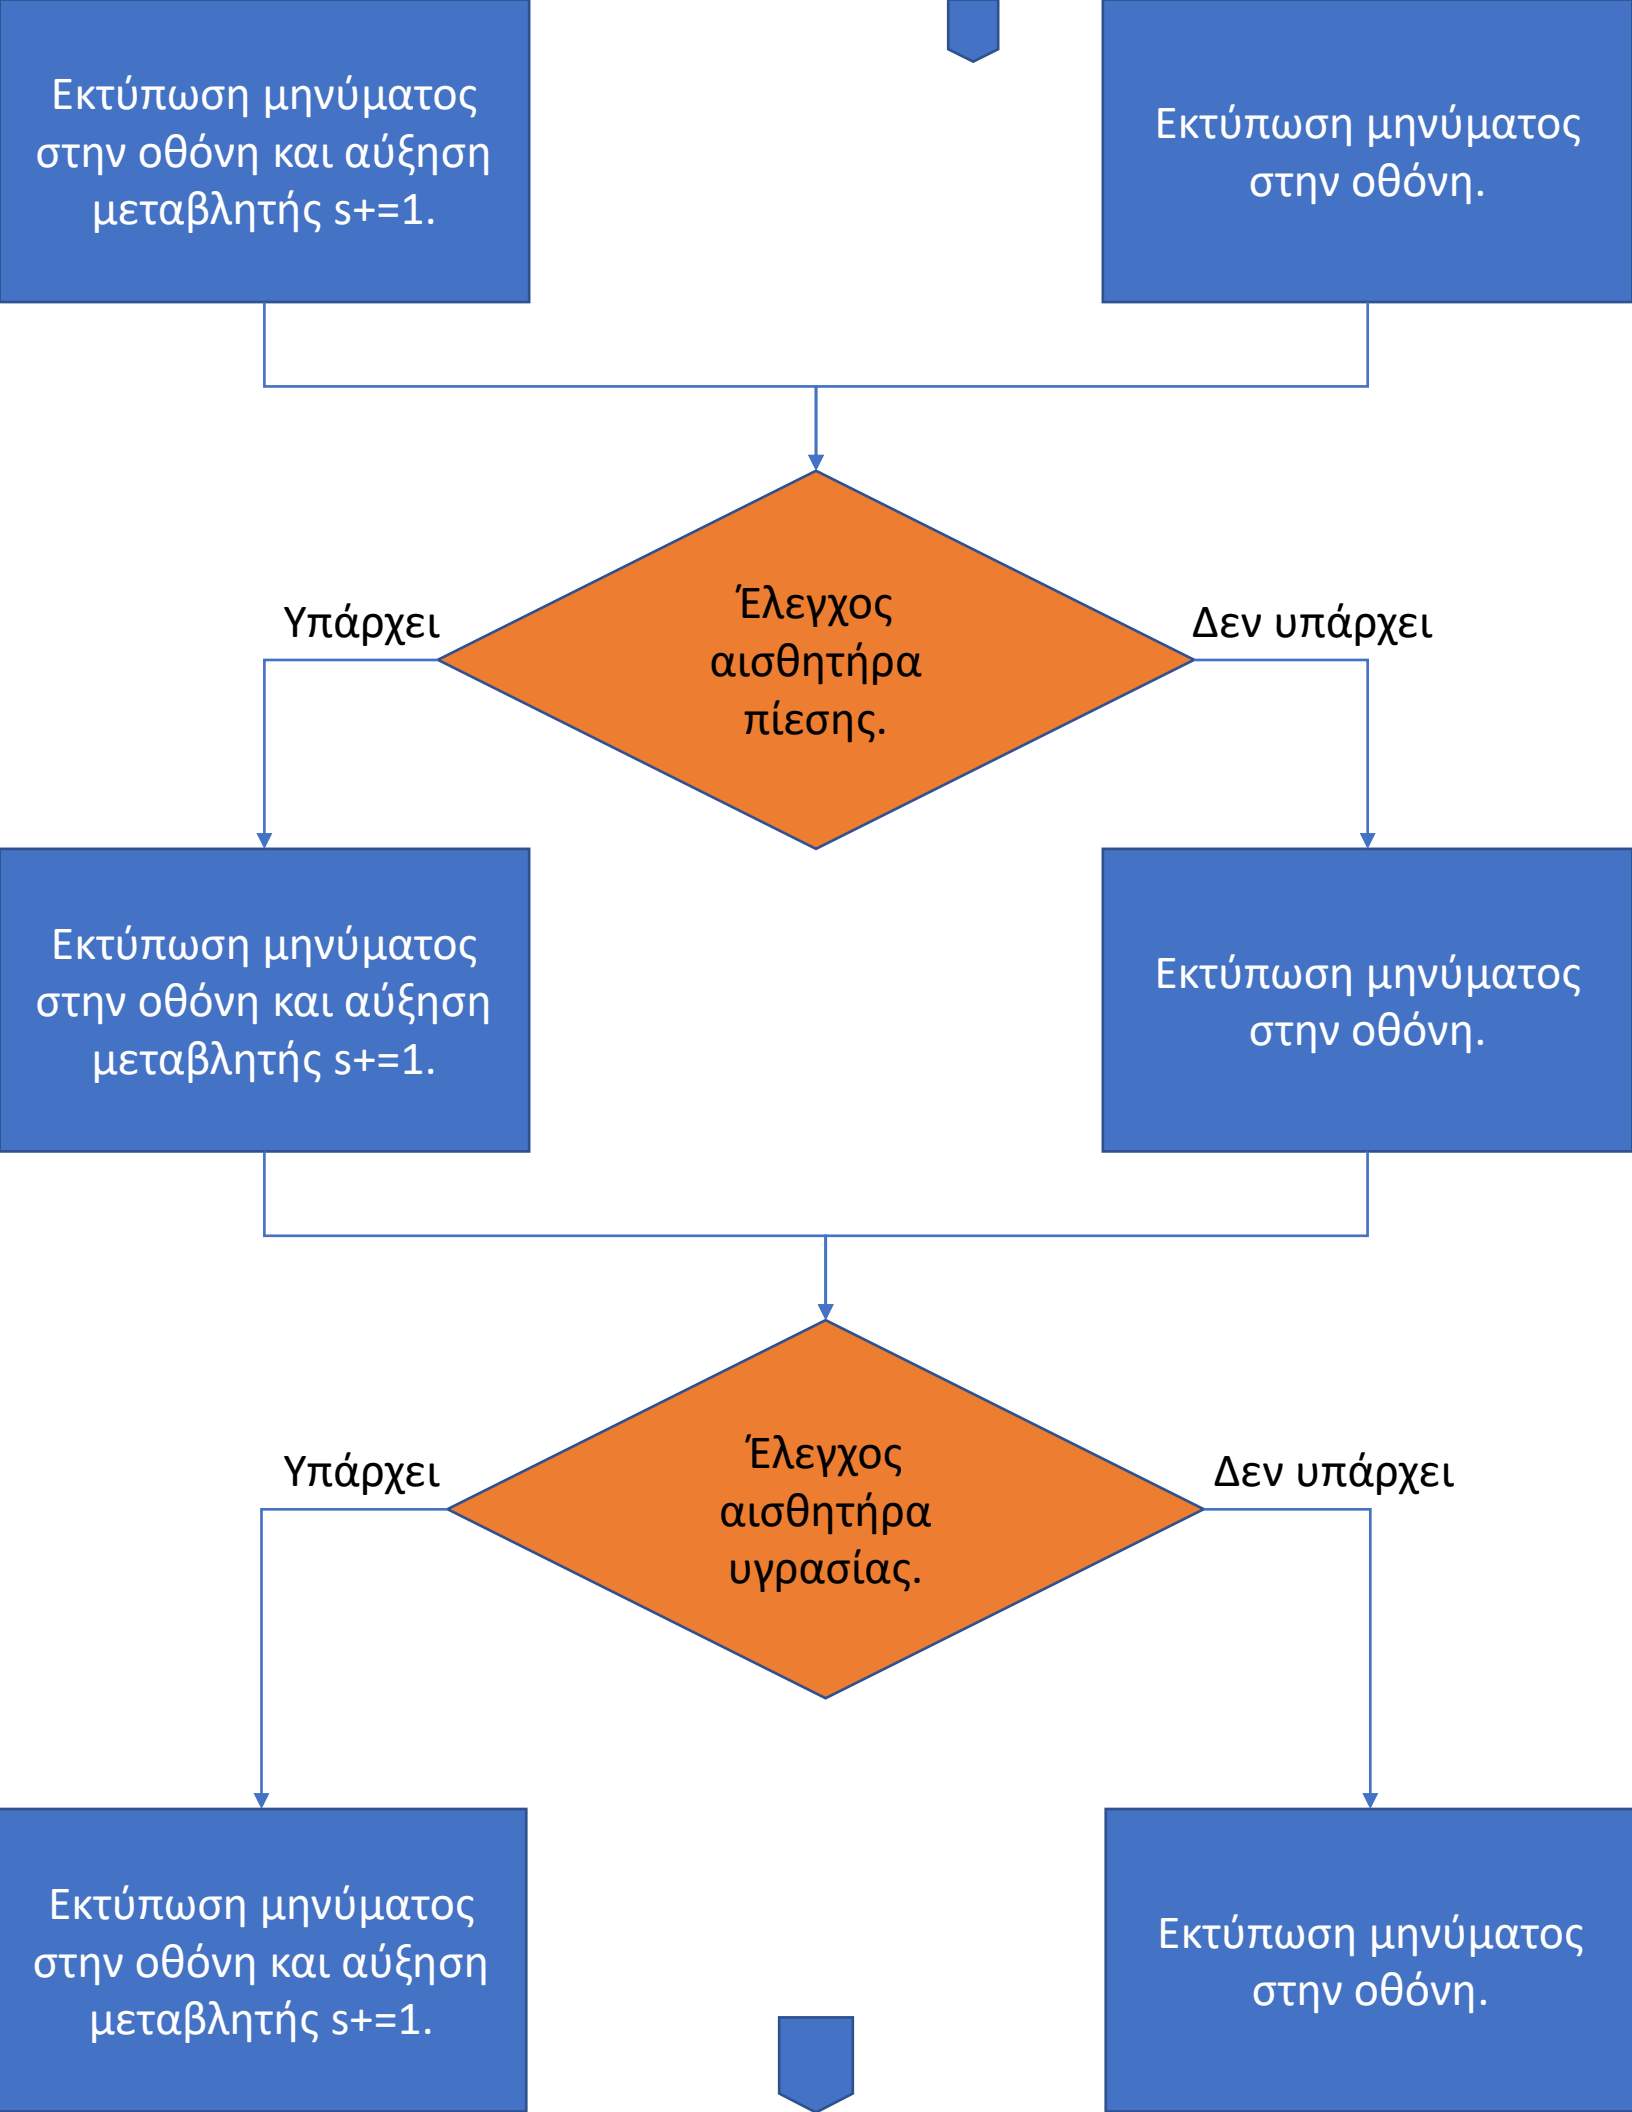 Εκτύπωση μηνύματος
στην οθόνη και αύξηση
μεταβλητής s+=1.
Εκτύπωση μηνύματος
στην οθόνη.
Έλεγχος
αισθητήρα
πίεσης.
Υπάρχει
Δεν υπάρχει
Εκτύπωση μηνύματος
στην οθόνη και αύξηση
μεταβλητής s+=1.
Εκτύπωση μηνύματος
στην οθόνη.
Έλεγχος
αισθητήρα
υγρασίας.
Υπάρχει
Δεν υπάρχει
Εκτύπωση μηνύματος
στην οθόνη και αύξηση
μεταβλητής s+=1.
Εκτύπωση μηνύματος
στην οθόνη.